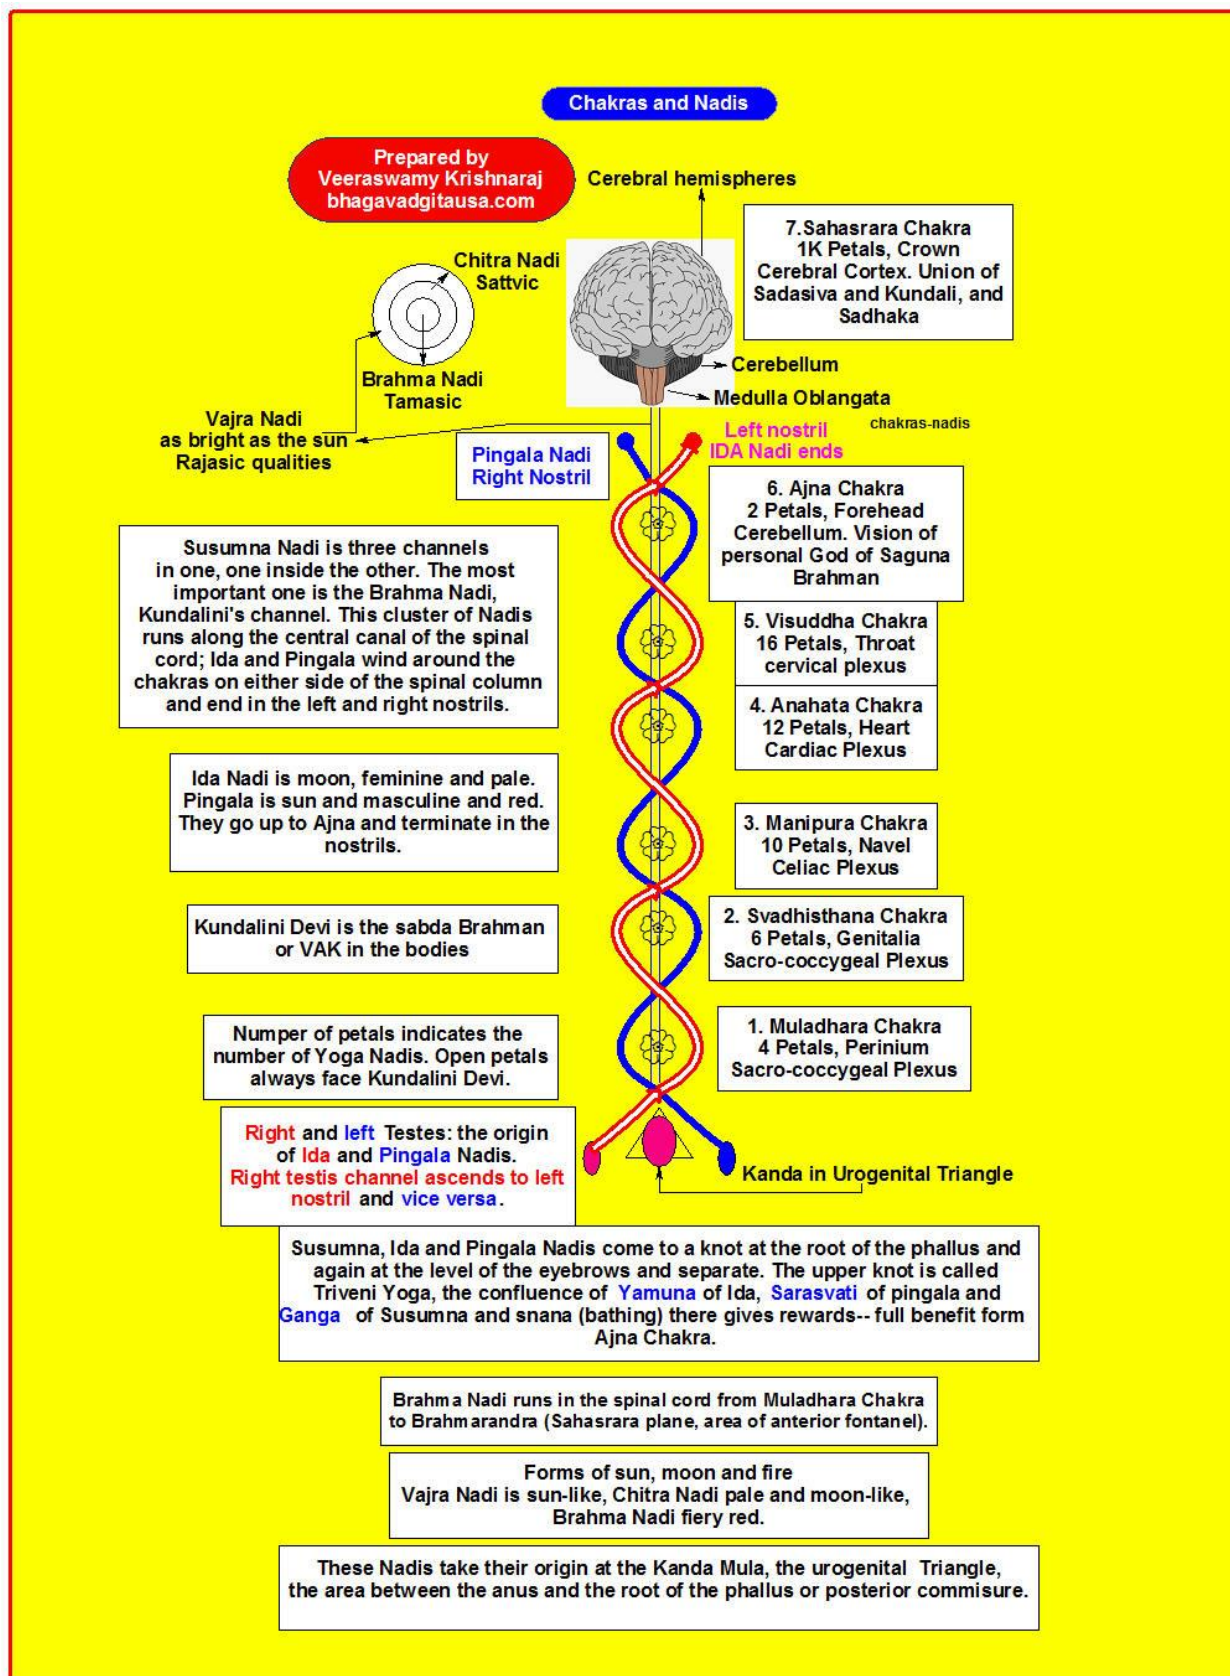 Chakras and Nadis
Prepared by
Veeraswamy Krishnaraj
bhagavadgitausa.com
Cerebral hemispheres
7.Sahasrara Chakra
1K Petals, Crown
Cerebral Cortex. Union of
Sadasiva and Kundali, and
Sadhaka
Chitra Nadi
Sattvic
Brahma Nadi
Tamasic
Vajra Nadi
as bright as the sun
Rajasic qualities
Cerebellum
Medulla Oblangata
chakras-nadis
Pingala Nadi
Right Nostril
Left nostril
IDA Nadi ends
6. Ajna Chakra
2 Petals, Forehead
Cerebellum. Vision of
personal God of Saguna
Brahman
Susumna Nadi is three channels
in one, one inside the other. The most
important one is the Brahma Nadi,
Kundalini's channel. This cluster of Nadis
runs along the central canal of the spinal
cord; Ida and Pingala wind around the
chakras on either side of the spinal column
and end in the left and right nostrils.
5. Visuddha Chakra
16 Petals, Throat
cervical plexus
4. Anahata Chakra
12 Petals, Heart
Cardiac Plexus
Ida Nadi is moon, feminine and pale.
Pingala is sun and masculine and red.
They go up to Ajna and terminate in the
nostrils.
3. Manipura Chakra
10 Petals, Navel
Celiac Plexus
Kundalini Devi is the sabda Brahman
or VAK in the bodies
2. Svadhisthana Chakra
6 Petals, Genitalia
Sacro-coccygeal Plexus
Numper of petals indicates the
number of Yoga Nadis. Open petals
always face Kundalini Devi.
1. Muladhara Chakra
4 Petals, Perinium
Sacro-coccygeal Plexus
Right and left Testes: the origin
of Ida and Pingala Nadis.
Right testis channel ascends to left
nostril and vice versa.
Kanda in Urogenital Triangle
Susumna, Ida and Pingala Nadis come to a knot at the root of the phallus and
again at the level of the eyebrows and separate. The upper knot is called
Triveni Yoga, the confluence of Yamuna of Ida, Sarasvati of pingala and
Ganga of Susumna and snana (bathing) there gives rewards-- full benefit form
Ajna Chakra.
Brahma Nadi runs in the spinal cord from Muladhara Chakra
to Brahmarandra (Sahasrara plane, area of anterior fontanel).
Forms of sun, moon and fire
Vajra Nadi is sun-like, Chitra Nadi pale and moon-like,
Brahma Nadi fiery red.
These Nadis take their origin at the Kanda Mula, the urogenital Triangle,
the area between the anus and the root of the phallus or posterior commisure.